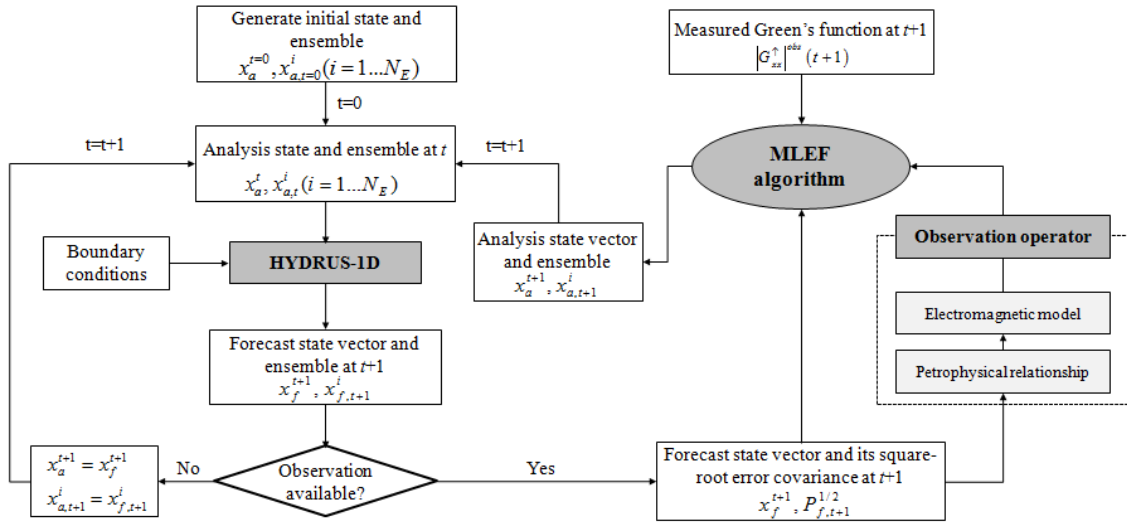 Generate initial state and
ensemble
x_a^{t=0}, x_{a,t=0}^i (i = 1...N_E)
t=0
Measured Green's function at t+1
|G_{xx}^↑|^{obs} (t+1)
t=t+1
Analysis state and ensemble at t
x_a^t, x_{a,t}^i (i = 1...N_E)
t=t+1
MLEF
algorithm
Boundary
conditions
HYDRUS-1D
Analysis state vector
and ensemble
x_a^{t+1}, x_{a,t+1}^i
Observation operator
Electromagnetic model
Petrophysical relationship
Forecast state vector and
ensemble at t+1
x_f^{t+1}, x_{f,t+1}^i
x_a^{t+1} = x_f^{t+1}
x_{a,t+1}^i = x_{f,t+1}^i
No
Observation
available?
Yes
Forecast state vector and its square-
root error covariance at t+1
x_f^{t+1}, P_{f,t+1}^{1/2}